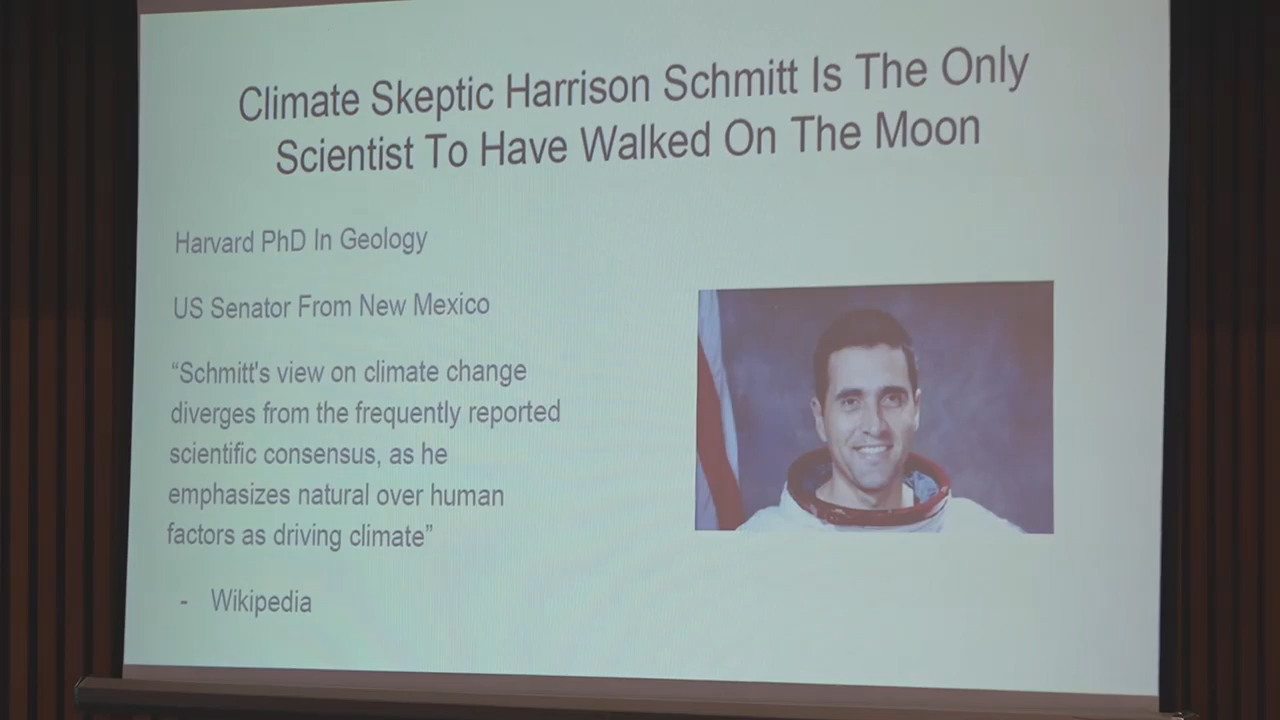 Climate Skeptic Harrison Schmitt Is The Only
Scientist To Have Walked On The Moon
Harvard PhD In Geology
US Senator From New Mexico
“Schmitt's view on climate change
diverges from the frequently reported
scientific consensus, as he
emphasizes natural over human
factors as driving climate”
- Wikipedia